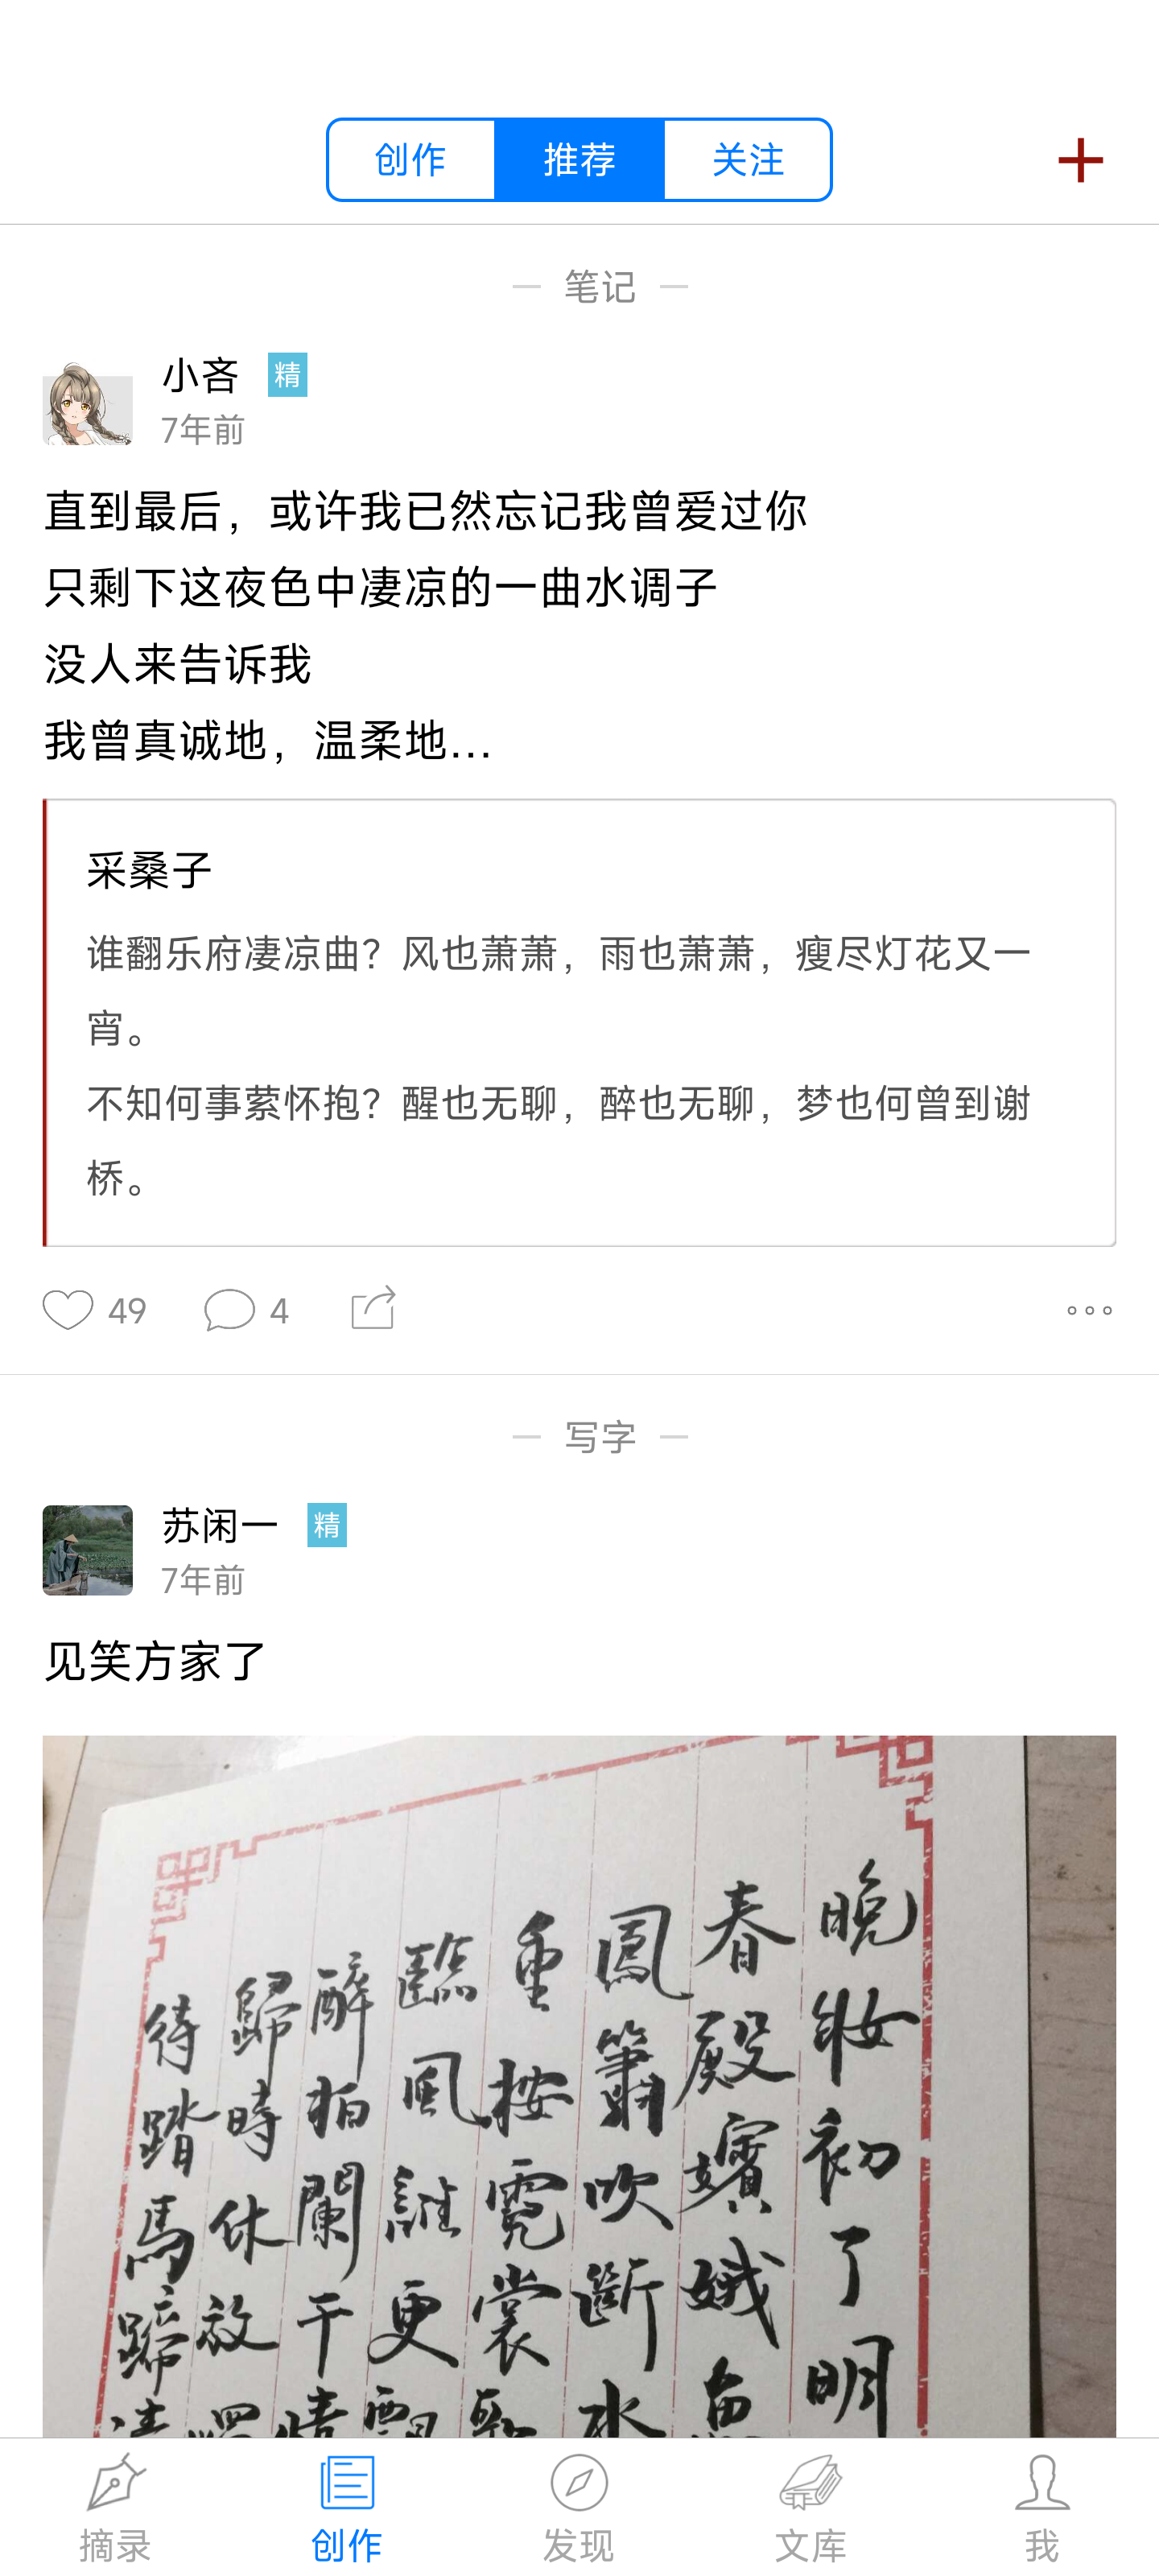 创作 推荐 关注
笔记
小吝 精
7年前
直到最后，或许我已然忘记我曾爱过你
只剩下这夜色中凄凉的一曲水调子
没人来告诉我
我曾真诚地，温柔地...
采桑子
谁翻乐府凄凉曲？风也萧萧，雨也萧萧，瘦尽灯花又一
宵。
不知何事萦怀抱？醒也无聊，醉也无聊，梦也何曾到谢
桥。
49 4
写字
苏闲一 精
7年前
见笑方家了
晚妝初了明
春殿嬪娥魚
鳳簫吹斷水
重按霓裳歌
臨風誰更飄
醉拍闌干情
歸時休放燭
待踏馬蹄清
摘录 创作 发现 文库 我